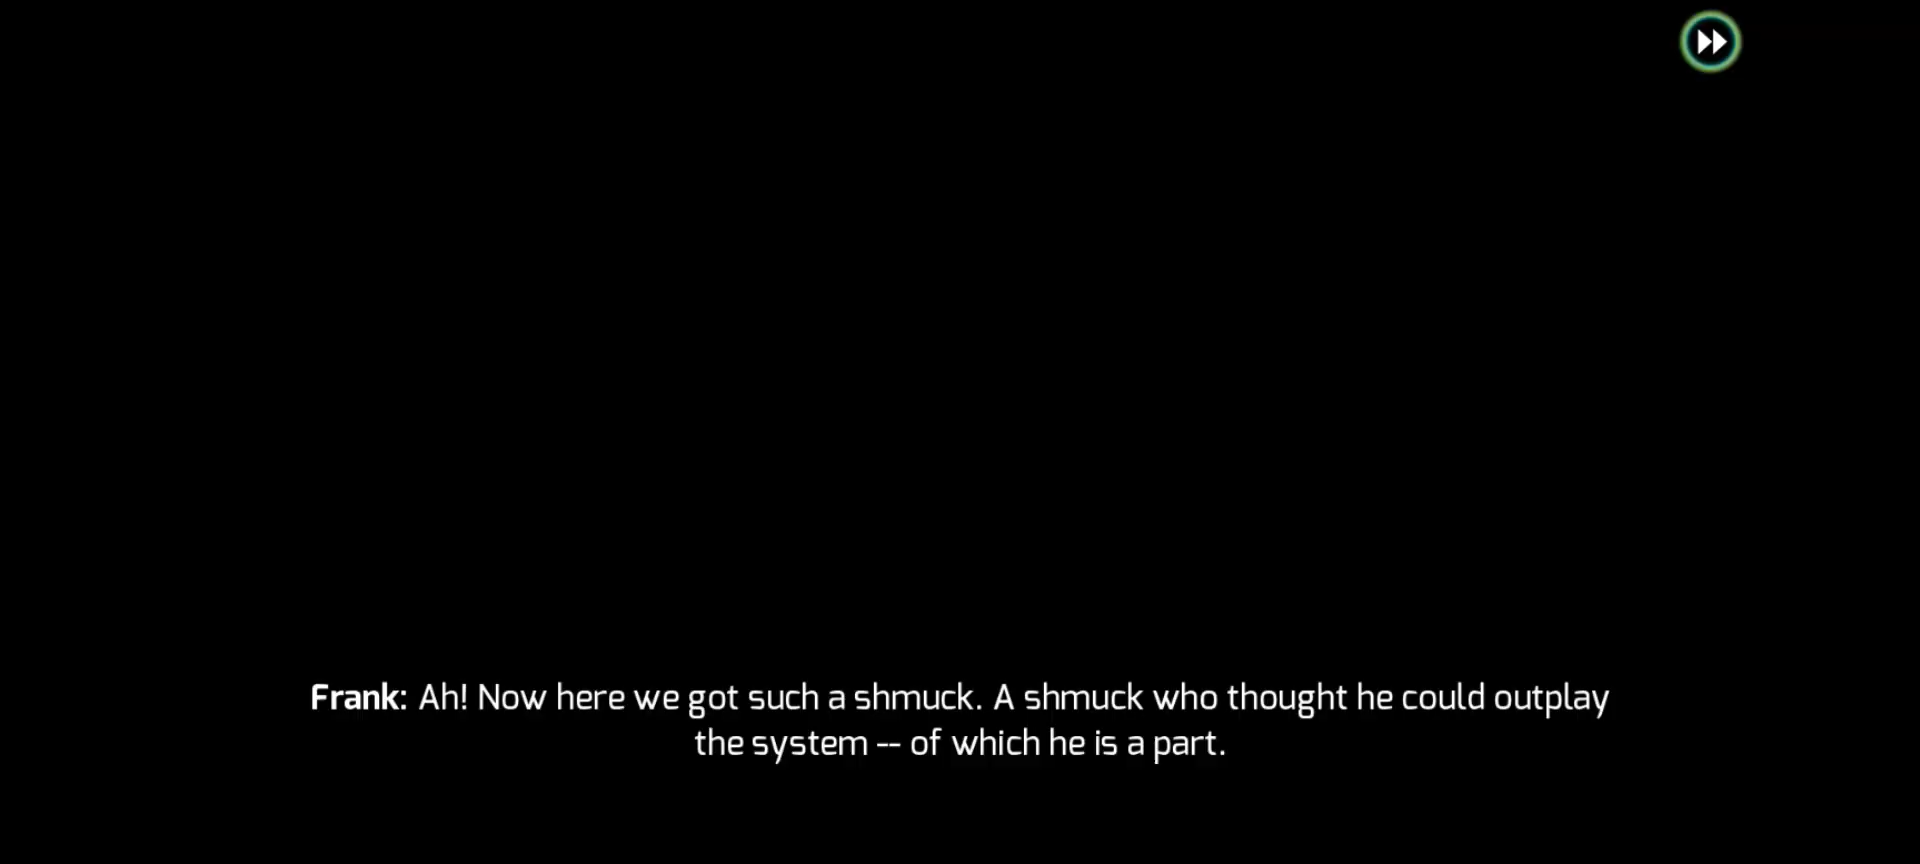 Frank: Ah! Now here we got such a shmuck. A shmuck who thought he could outplay
the system -- of which he is a part.